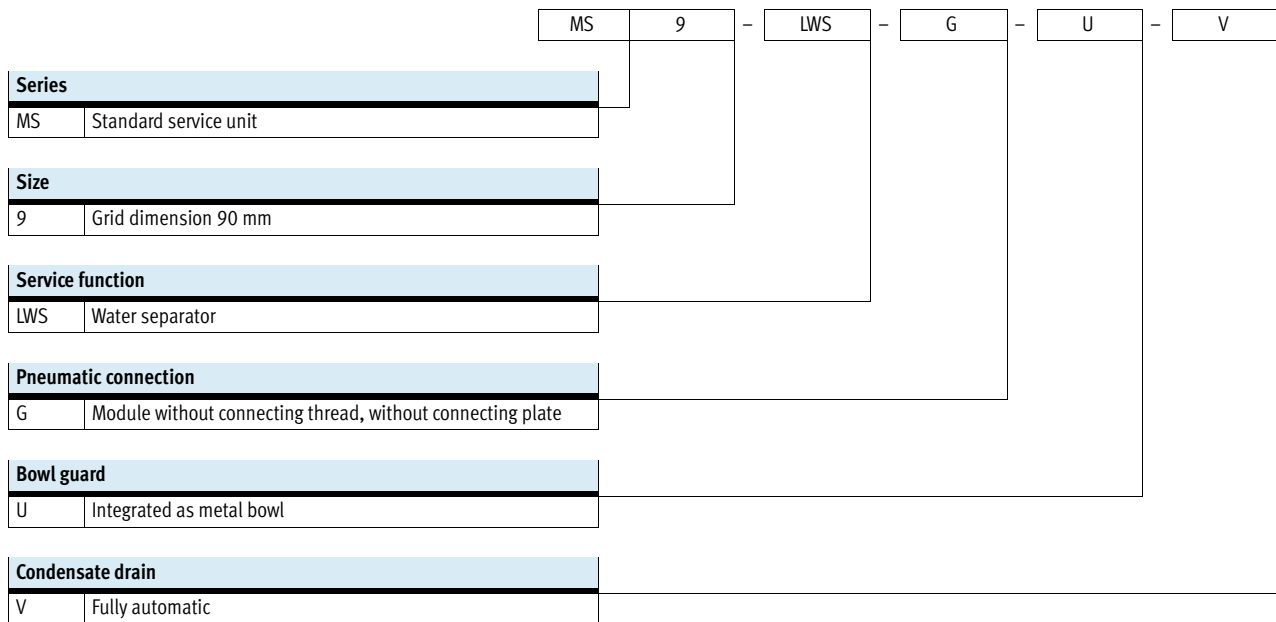 MS 9 – LWS – G – U – V
Series
MS Standard service unit
Size
9 Grid dimension 90 mm
Service function
LWS Water separator
Pneumatic connection
G Module without connecting thread, without connecting plate
Bowl guard
U Integrated as metal bowl
Condensate drain
V Fully automatic